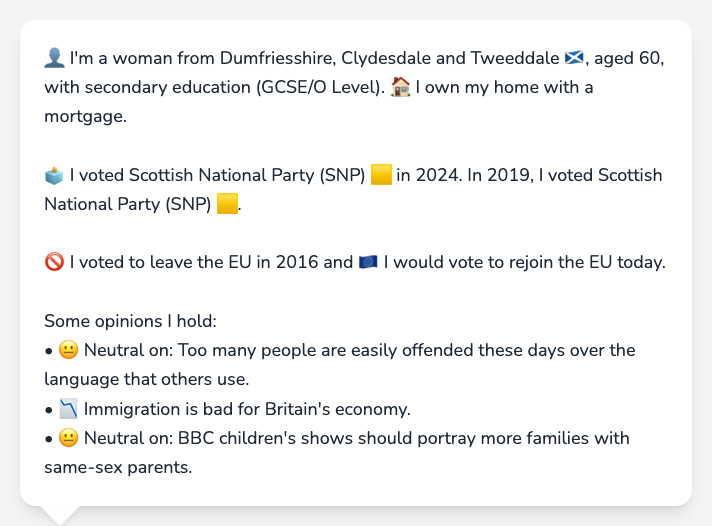 👤 I'm a woman from Dumfriesshire, Clydesdale and Tweeddale 🏴󠁧󠁢󠁳󠁣󠁴󠁿, aged 60,
with secondary education (GCSE/O Level). 🏠 I own my home with a
mortgage.
🗳️ I voted Scottish National Party (SNP) 🟨 in 2024. In 2019, I voted Scottish
National Party (SNP) 🟨.
🚫 I voted to leave the EU in 2016 and 🇪🇺 I would vote to rejoin the EU today.
Some opinions I hold:
• 😐 Neutral on: Too many people are easily offended these days over the
language that others use.
• 📉 Immigration is bad for Britain's economy.
• 😐 Neutral on: BBC children's shows should portray more families with
same-sex parents.